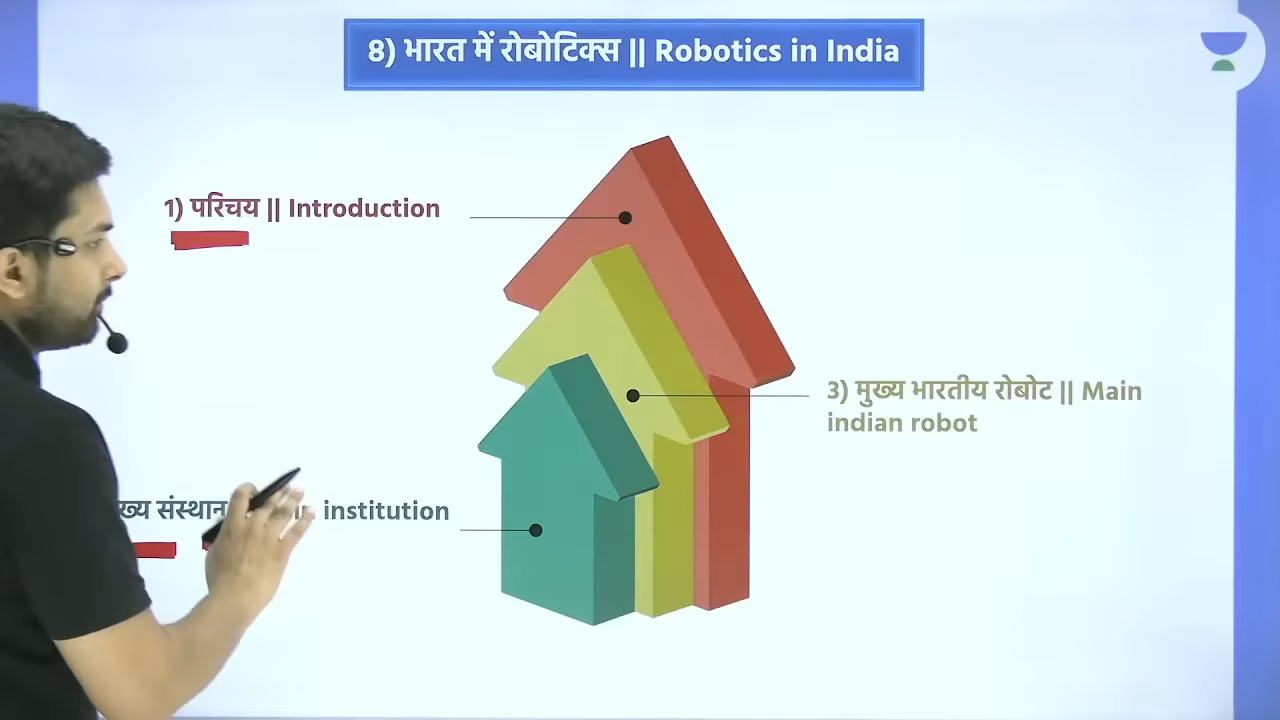 8) भारत में रोबोटिक्स || Robotics in India
1) परिचय || Introduction
3) मुख्य भारतीय रोबोट || Main
indian robot
संस्थान institution